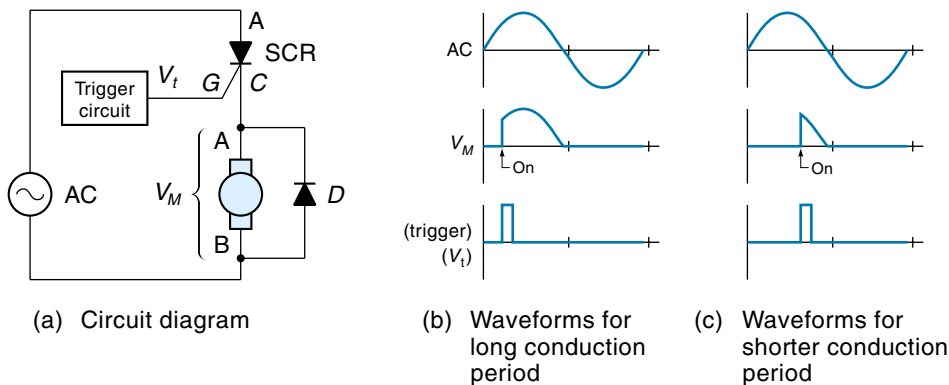 A
SCR
V_t
G
C
Trigger
circuit
A
AC
V_M
D
B
(a) Circuit diagram
AC
V_M
On
(trigger)
(V_t)
(b) Waveforms for
long conduction
period
On
(c) Waveforms for
shorter conduction
period